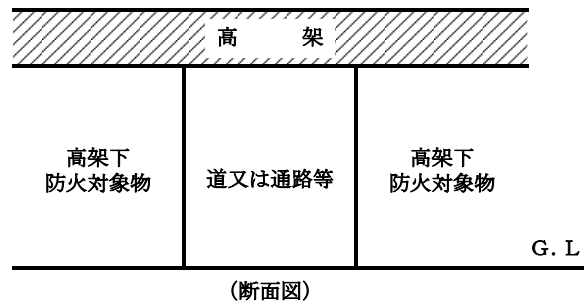 高架
高架下
防火対象物
道又は通路等
高架下
防火対象物
G.L
(断面図)